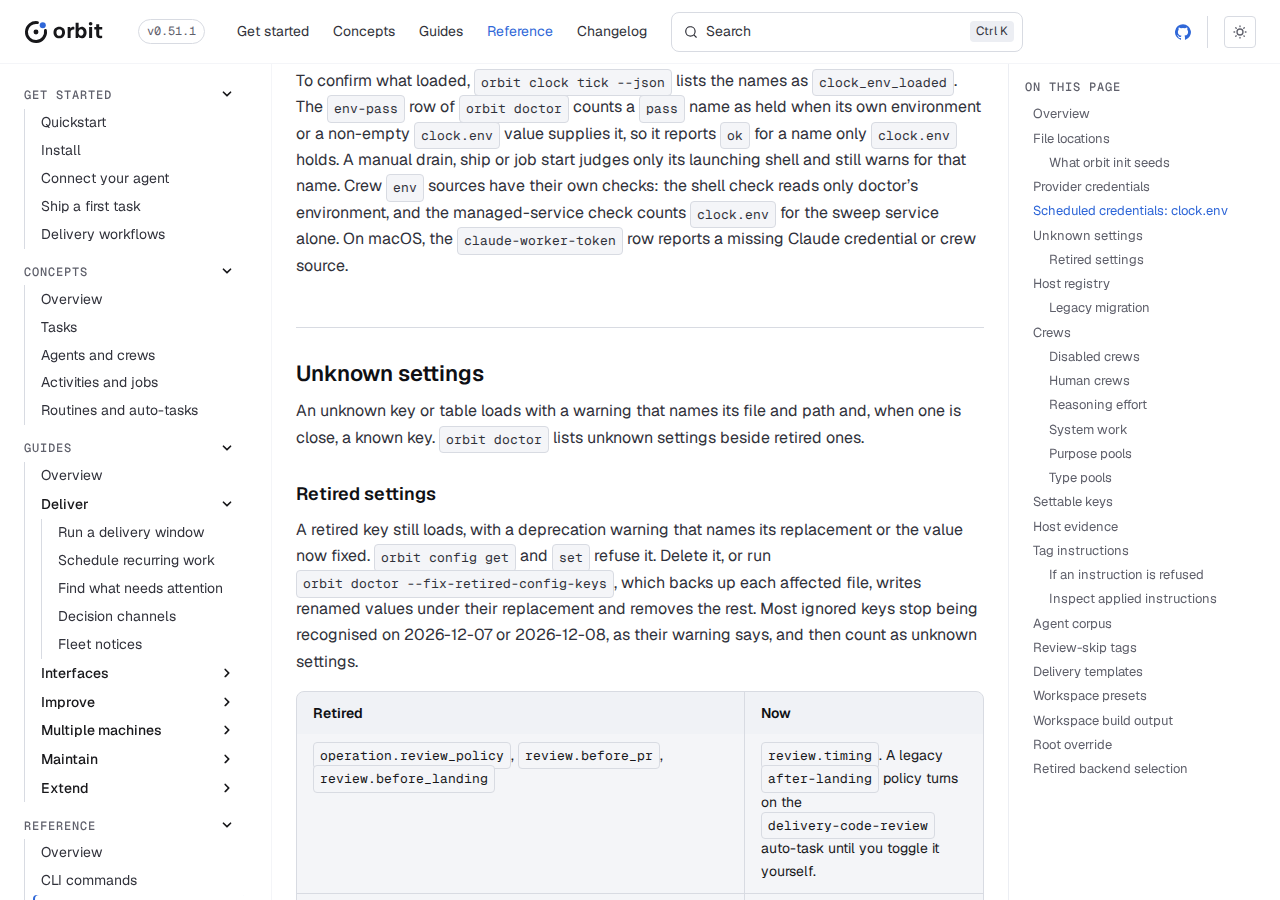 orbit
v0.51.1
Get started
Concepts
Guides
Reference
Changelog
Search
Ctrl K
GET STARTED
Quickstart
Install
Connect your agent
Ship a first task
Delivery workflows
CONCEPTS
Overview
Tasks
Agents and crews
Activities and jobs
Routines and auto-tasks
GUIDES
Overview
Deliver
Run a delivery window
Schedule recurring work
Find what needs attention
Decision channels
Fleet notices
Interfaces
Improve
Multiple machines
Maintain
Extend
REFERENCE
Overview
CLI commands
To confirm what loaded, orbit clock tick --json lists the names as clock_env_loaded.
The env-pass row of orbit doctor counts a pass name as held when its own environment
or a non-empty clock.env value supplies it, so it reports ok for a name only clock.env
holds. A manual drain, ship or job start judges only its launching shell and still warns for that
name. Crew env sources have their own checks: the shell check reads only doctor's
environment, and the managed-service check counts clock.env for the sweep service
alone. On macOS, the claude-worker-token row reports a missing Claude credential or crew
source.
Unknown settings
An unknown key or table loads with a warning that names its file and path and, when one is
close, a known key. orbit doctor lists unknown settings beside retired ones.
Retired settings
A retired key still loads, with a deprecation warning that names its replacement or the value
now fixed. orbit config get and set refuse it. Delete it, or run
orbit doctor --fix-retired-config-keys, which backs up each affected file, writes
renamed values under their replacement and removes the rest. Most ignored keys stop being
recognised on 2026-12-07 or 2026-12-08, as their warning says, and then count as unknown
settings.
Retired
Now
operation.review_policy, review.before_pr,
review.before_landing
review.timing. A legacy
after-landing policy turns
on the
delivery-code-review
auto-task until you toggle it
yourself.
ON THIS PAGE
Overview
File locations
What orbit init seeds
Provider credentials
Scheduled credentials: clock.env
Unknown settings
Retired settings
Host registry
Legacy migration
Crews
Disabled crews
Human crews
Reasoning effort
System work
Purpose pools
Type pools
Settable keys
Host evidence
Tag instructions
If an instruction is refused
Inspect applied instructions
Agent corpus
Review-skip tags
Delivery templates
Workspace presets
Workspace build output
Root override
Retired backend selection